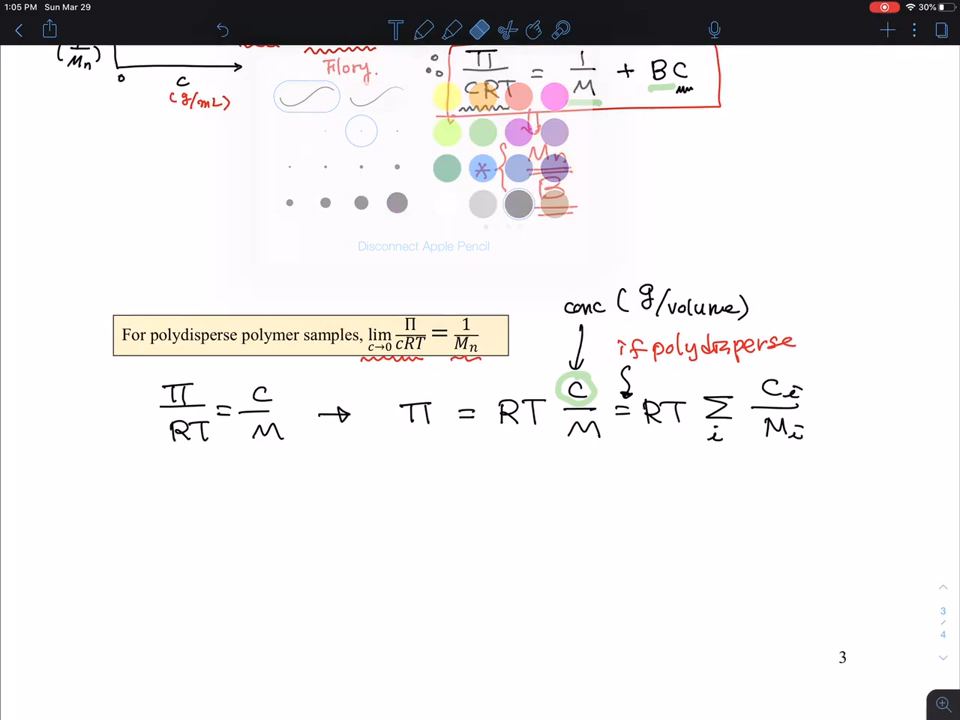 1:05 PM Sun Mar 29
30%
(1/Mn)
0
c
(g/mL)
Flory.
∴ Π/CRT = 1/M + BC
Mn
* {
B
Disconnect Apple Pencil
conc (g/volume)
For polydisperse polymer samples, lim c→0 Π/cRT = 1/Mn
if polydisperse
Π/RT = C/M → Π = RT C/M = RT Σi Ci/Mi
3
3
/
4